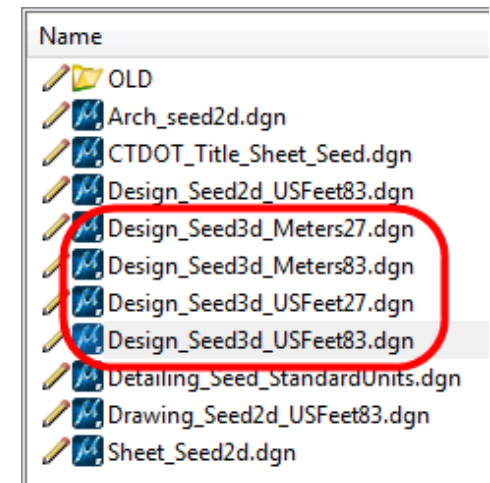 Name
OLD
Arch_seed2d.dgn
CTDOT_Title_Sheet_Seed.dgn
Design_Seed2d_USFeet83.dgn
Design_Seed3d_Meters27.dgn
Design_Seed3d_Meters83.dgn
Design_Seed3d_USFeet27.dgn
Design_Seed3d_USFeet83.dgn
Detailing_Seed_StandardUnits.dgn
Drawing_Seed2d_USFeet83.dgn
Sheet_Seed2d.dgn